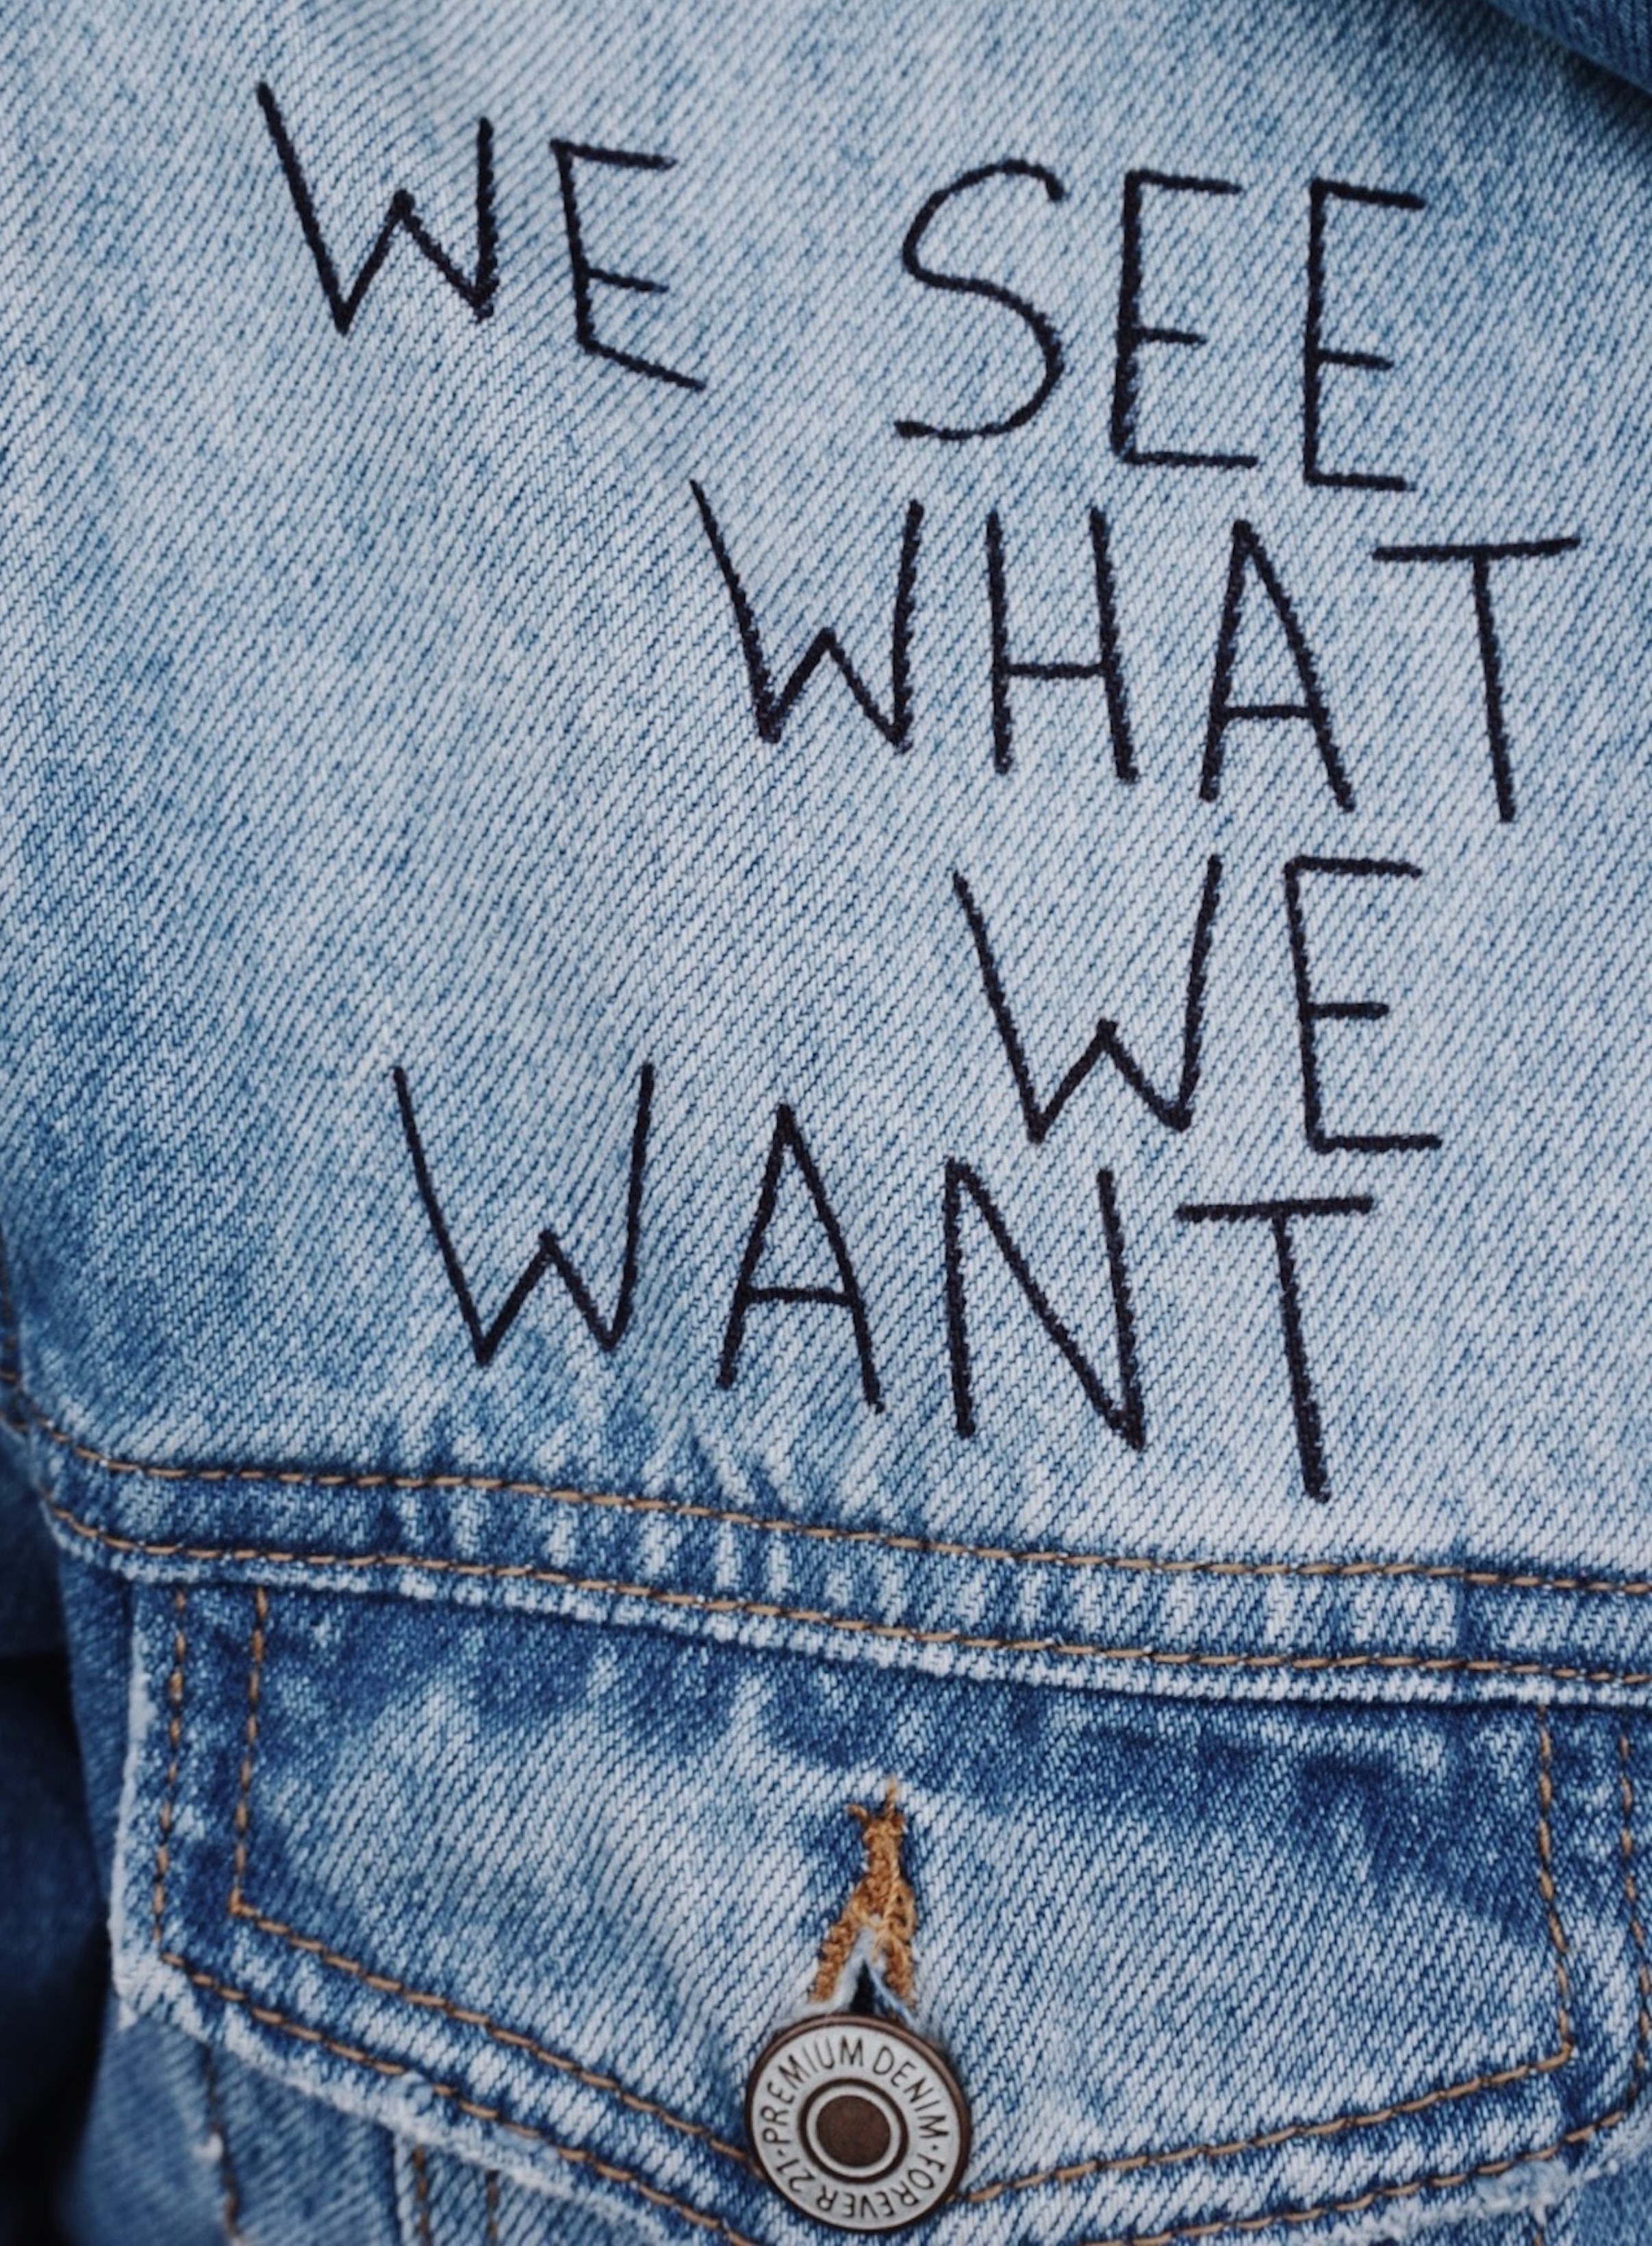 WE SEE
WHAT
WE
WANT
PREMIUM DENIM · FOREVER 21 ·